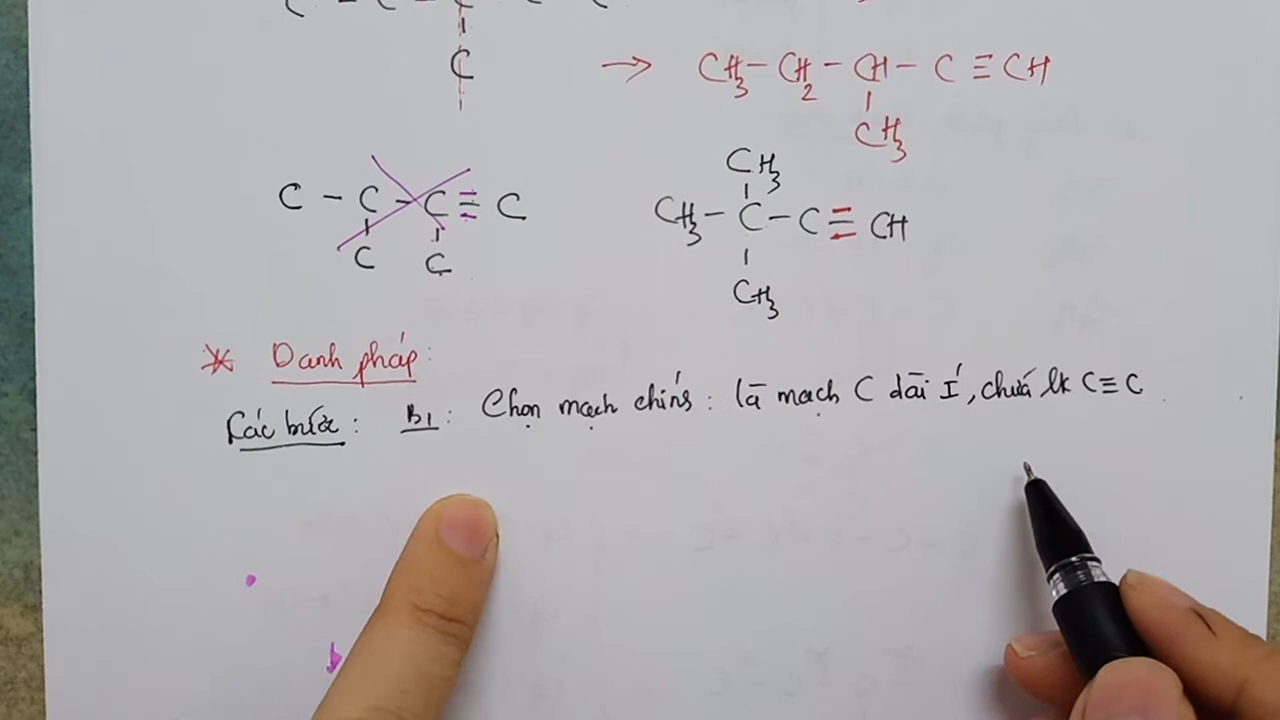 C
→ CH3 – CH2 – CH – C ≡ CH
CH3
C – C – C ≡ C
C C
CH3
CH3 – C – C ≡ CH
CH3
* Danh pháp:
Các bước: B1: Chọn mạch chính: là mạch C dài I', chứa lk C≡C